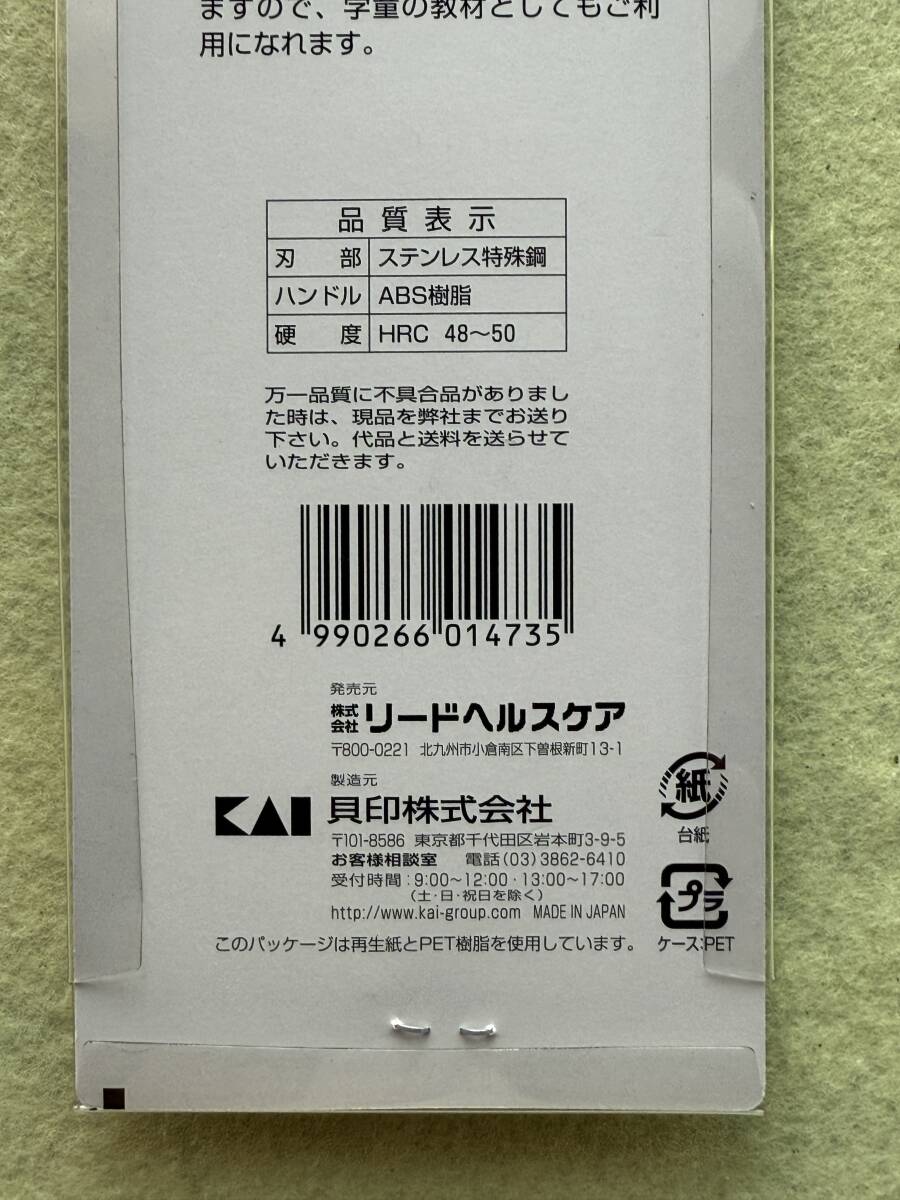 ますので、学童の教材としてもご利
用になれます。
品質表示
刃部 ステンレス特殊鋼
ハンドル ABS樹脂
硬度 HRC 48～50
万一品質に不具合品がありまし
た時は、現品を弊社までお送り
下さい。代品と送料を送らせて
いただきます。
4 990266 014735
発売元
株式会社 リードヘルスケア
〒800-0221 北九州市小倉南区下曽根新町13-1
製造元
KAI 貝印株式会社
〒101-8586 東京都千代田区岩本町3-9-5
お客様相談室 電話(03)3862-6410
受付時間:9:00～12:00・13:00～17:00
(土・日・祝日を除く)
http://www.kai-group.com MADE IN JAPAN
このパッケージは再生紙とPET樹脂を使用しています。
紙
台紙
プラ
ケース:PET